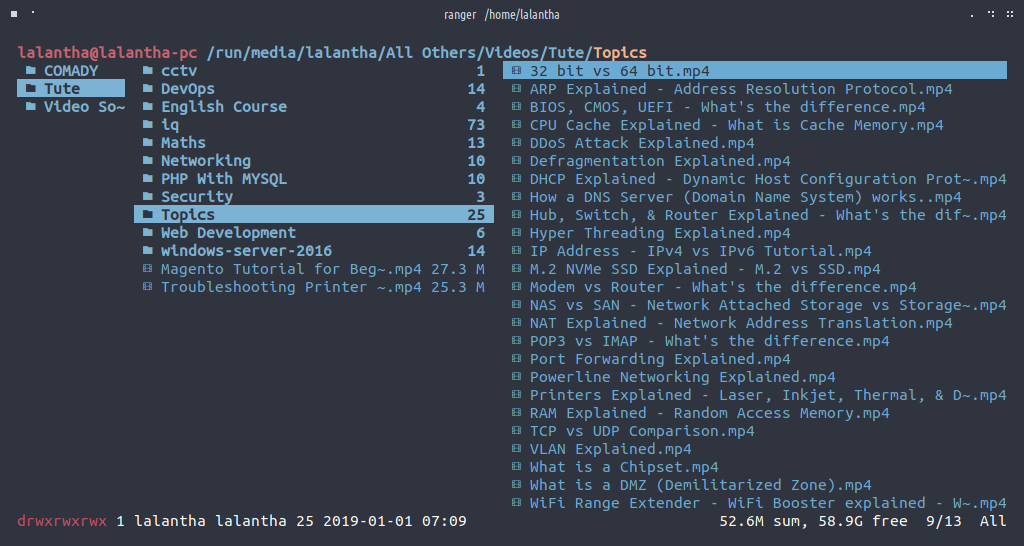 ranger /home/lalantha
lalantha@lalantha-pc /run/media/lalantha/All Others/Videos/Tute/Topics
COMADY
Tute
Video So~
cctv 1
DevOps 14
English Course 4
iq 73
Maths 13
Networking 10
PHP With MYSQL 10
Security 3
Topics 25
Web Development 6
windows-server-2016 14
Magento Tutorial for Beg~.mp4 27.3 M
Troubleshooting Printer ~.mp4 25.3 M
32 bit vs 64 bit.mp4
ARP Explained - Address Resolution Protocol.mp4
BIOS, CMOS, UEFI - What's the difference.mp4
CPU Cache Explained - What is Cache Memory.mp4
DDoS Attack Explained.mp4
Defragmentation Explained.mp4
DHCP Explained - Dynamic Host Configuration Prot~.mp4
How a DNS Server (Domain Name System) works..mp4
Hub, Switch, & Router Explained - What's the dif~.mp4
Hyper Threading Explained.mp4
IP Address - IPv4 vs IPv6 Tutorial.mp4
M.2 NVMe SSD Explained - M.2 vs SSD.mp4
Modem vs Router - What's the difference.mp4
NAS vs SAN - Network Attached Storage vs Storage~.mp4
NAT Explained - Network Address Translation.mp4
POP3 vs IMAP - What's the difference.mp4
Port Forwarding Explained.mp4
Powerline Networking Explained.mp4
Printers Explained - Laser, Inkjet, Thermal, & D~.mp4
RAM Explained - Random Access Memory.mp4
TCP vs UDP Comparison.mp4
VLAN Explained.mp4
What is a Chipset.mp4
What is a DMZ (Demilitarized Zone).mp4
WiFi Range Extender - WiFi Booster explained - W~.mp4
drwxrwxrwx 1 lalantha lalantha 25 2019-01-01 07:09 52.6M sum, 58.9G free 9/13 All